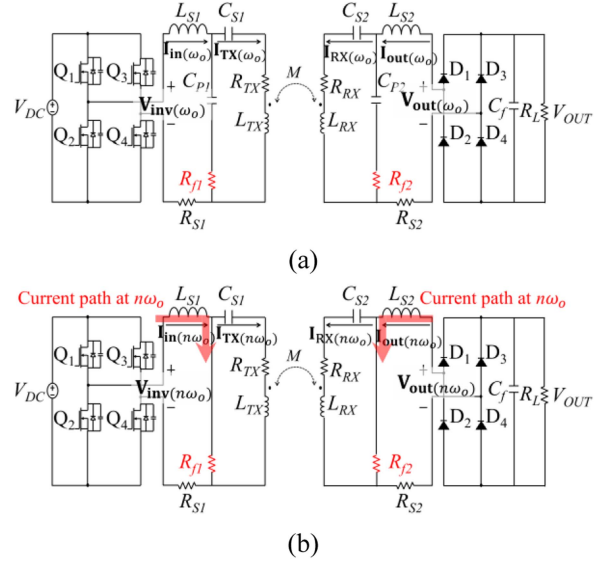 L_S1 C_S1 C_S2 L_S2
I_in(ω_o) I_TX(ω_o) I_RX(ω_o) I_out(ω_o)
Q_1 Q_3 + C_P1 R_TX M R_RX C_P2 + D_1 D_3
V_DC V_inv(ω_o) V_out(ω_o) C_f R_L V_OUT
Q_2 Q_4 − L_TX L_RX − D_2 D_4
R_f1 R_f2
R_S1 R_S2
(a)
L_S1 C_S1 C_S2 L_S2
Current path at nω_o Current path at nω_o
I_in(nω_o) I_TX(nω_o) I_RX(nω_o) I_out(nω_o)
Q_1 Q_3 + R_TX M R_RX + D_1 D_3
V_DC V_inv(nω_o) V_out(nω_o) C_f R_L V_OUT
Q_2 Q_4 − L_TX L_RX − D_2 D_4
R_f1 R_f2
R_S1 R_S2
(b)